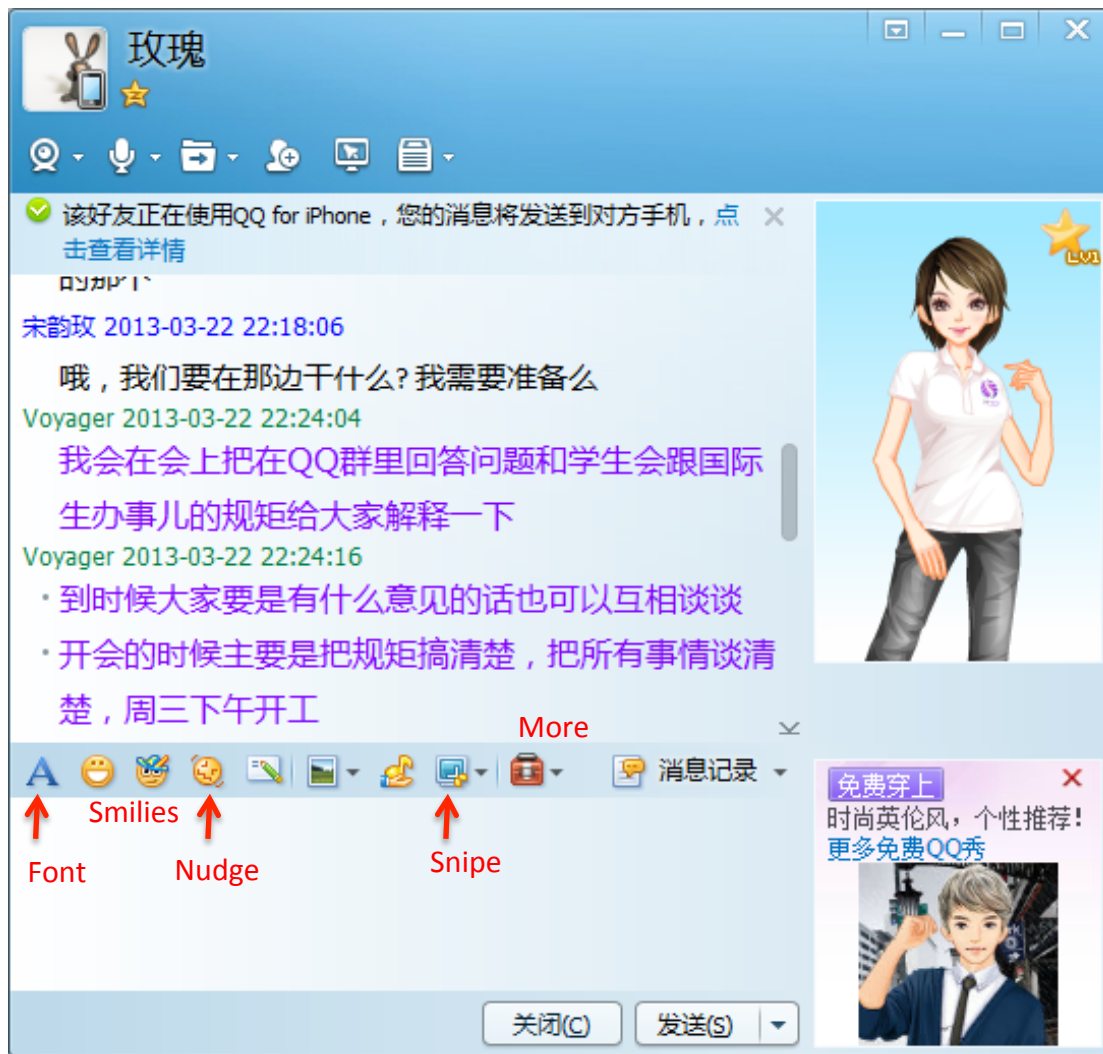 玫瑰
该好友正在使用QQ for iPhone，您的消息将发送到对方手机，点
击查看详情
的那个
宋韵玫 2013-03-22 22:18:06
哦，我们要在那边干什么? 我需要准备么
Voyager 2013-03-22 22:24:04
我会在会上把在QQ群里回答问题和学生会跟国际
生办事儿的规矩给大家解释一下
Voyager 2013-03-22 22:24:16
到时候大家要是有什么意见的话也可以互相谈谈
开会的时候主要是把规矩搞清楚，把所有事情谈清
楚，周三下午开工
More
消息记录
Smilies
Font
Nudge
Snipe
关闭(C)
发送(S)
LV1
免费穿上
时尚英伦风，个性推荐!
更多免费QQ秀